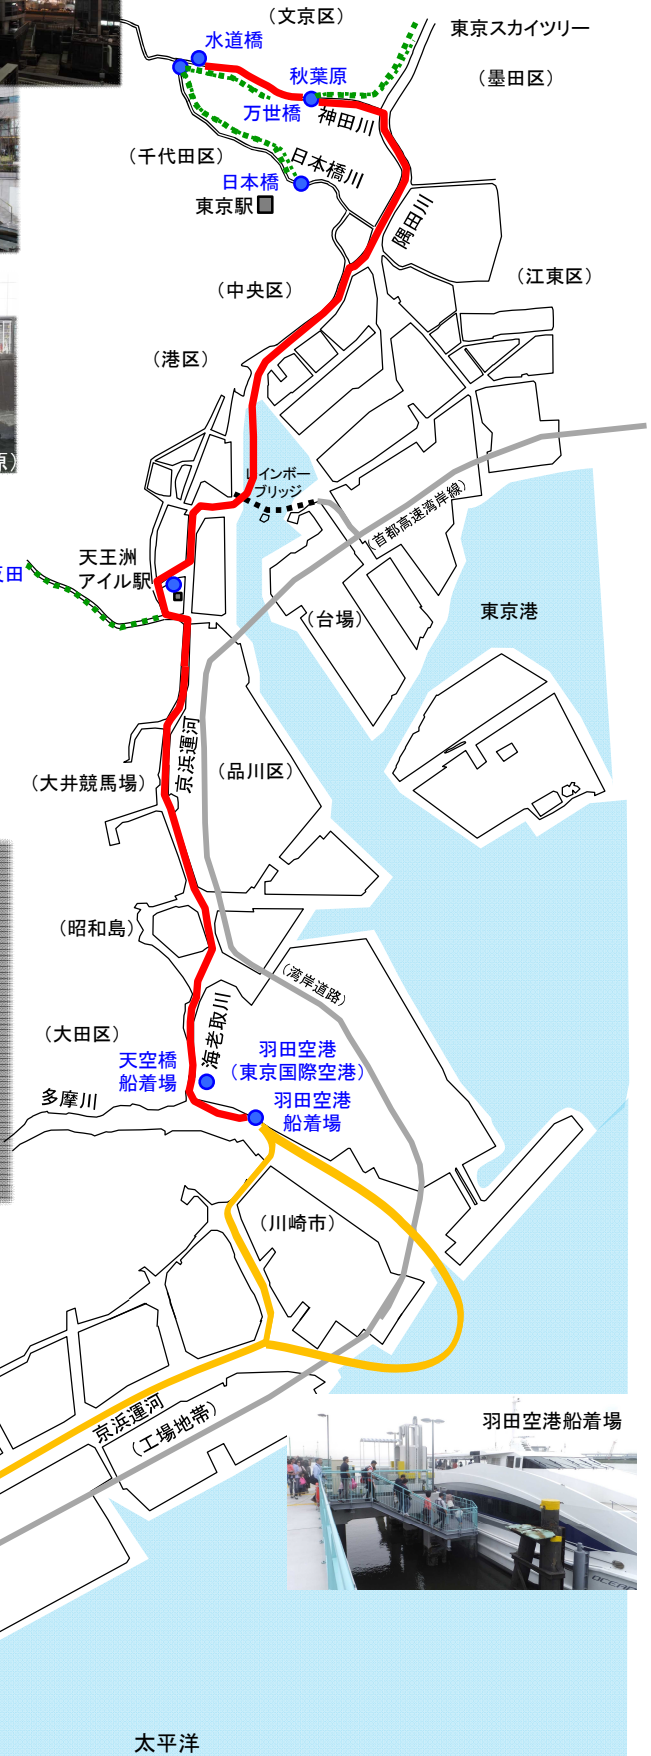 （文京区）
水道橋
東京スカイツリー
秋葉原
（墨田区）
万世橋
神田川
（千代田区）
日本橋川
日本橋
東京駅
隅田川
（江東区）
（中央区）
（港区）
原）
レインボー
ブリッジ
（首都高速湾岸線）
天王洲
アイル駅
田
（台場）
東京港
京浜運河
（品川区）
（大井競馬場）
（昭和島）
（湾岸道路）
（大田区）
海老取川
天空橋
船着場
羽田空港
（東京国際空港）
羽田空港
船着場
多摩川
（川崎市）
京浜運河
（工場地帯）
羽田空港船着場
OCEA
太平洋